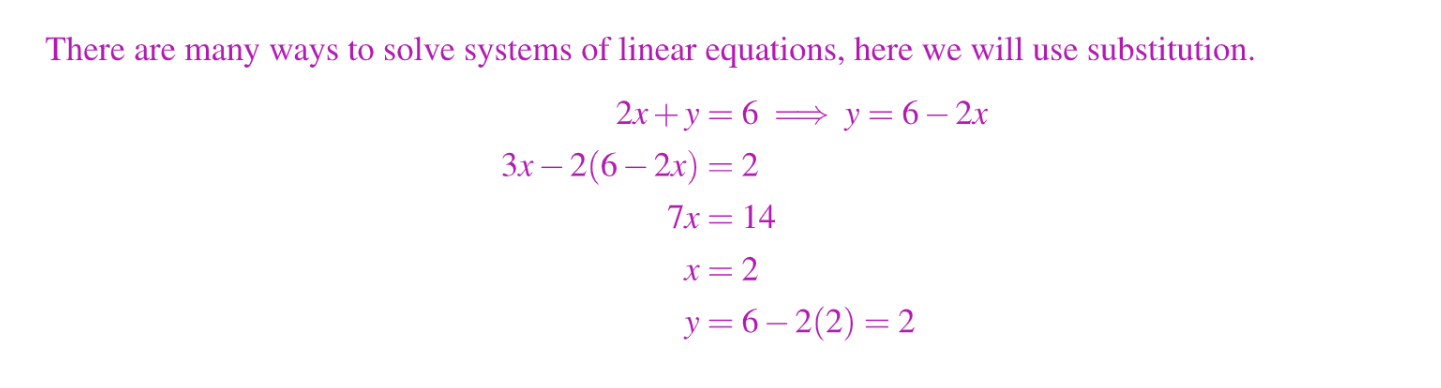 There are many ways to solve systems of linear equations, here we will use substitution.
2x + y = 6 ⟹ y = 6 − 2x
3x − 2(6 − 2x) = 2
7x = 14
x = 2
y = 6 − 2(2) = 2